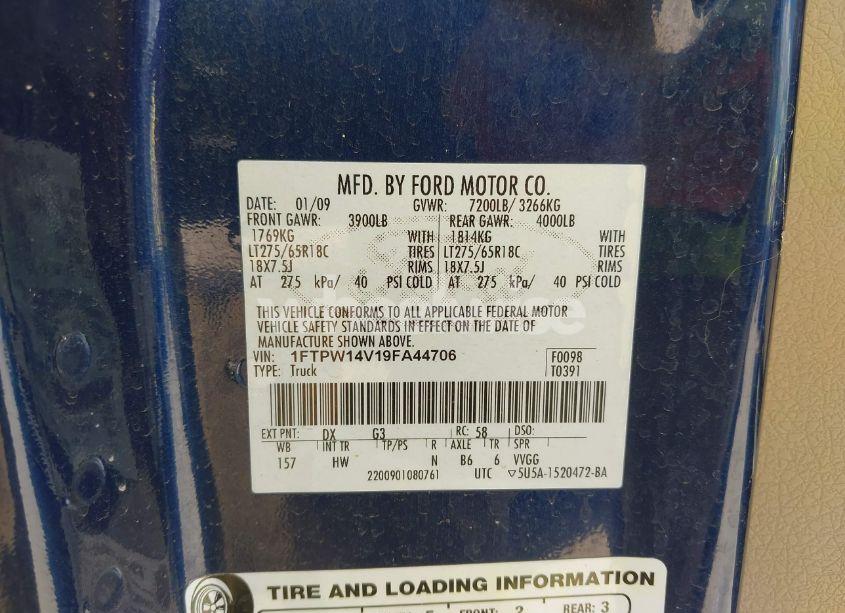 MFD. BY FORD MOTOR CO.
DATE: 01/09 GVWR: 7200LB/ 3266KG
FRONT GAWR: 3900LB REAR GAWR: 4000LB
1769KG WITH 1814KG WITH
LT275/65R18C TIRES LT275/65R18C TIRES
18X7.5J RIMS 18X7.5J RIMS
AT 275 kPa/ 40 PSI COLD AT 275 kPa/ 40 PSI COLD
THIS VEHICLE CONFORMS TO ALL APPLICABLE FEDERAL MOTOR
VEHICLE SAFETY STANDARDS IN EFFECT ON THE DATE OF
MANUFACTURE SHOWN ABOVE.
VIN: 1FTPW14V19FA44706 F0098
TYPE: Truck T0391
EXT PNT: DX G3 RC: 58 DSO:
WB INT TR TP/PS R AXLE TR SPR
157 HW N B6 6 VVGG
2200901080761 UTC ▽5U5A-1520472-BA
TIRE AND LOADING INFORMATION
FRONT: 2 REAR: 3